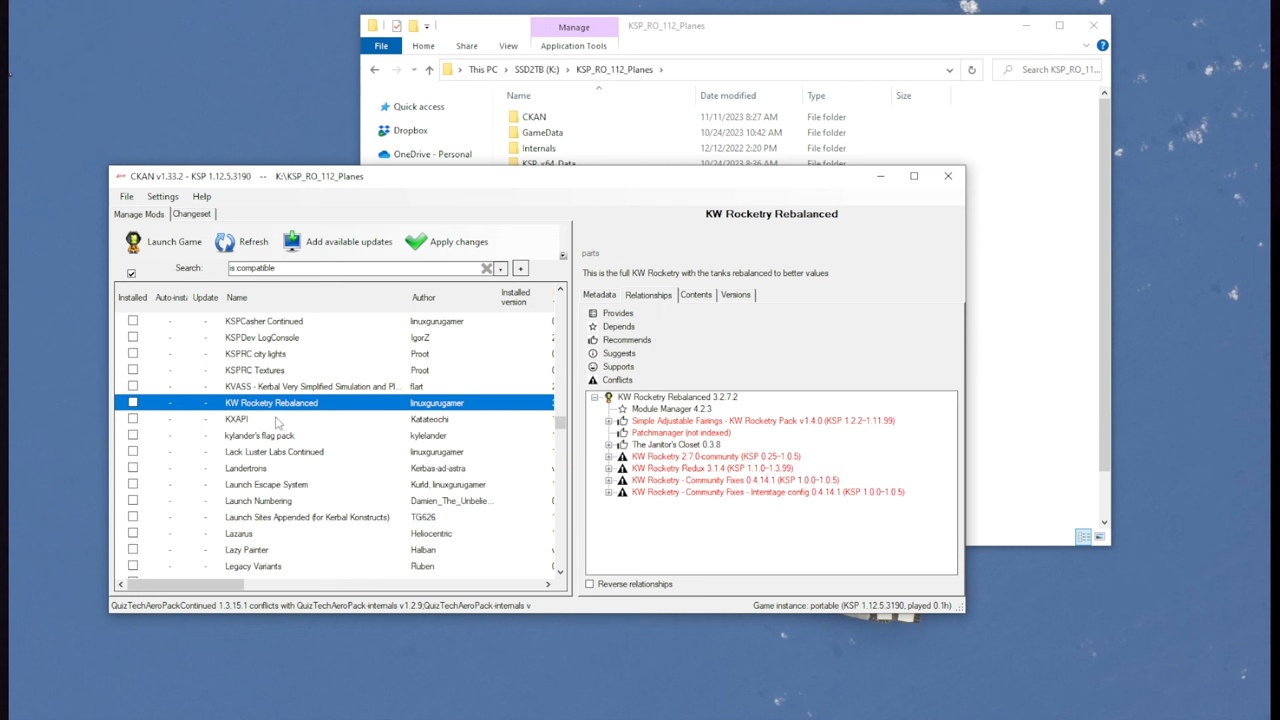 Manage
KSP_RO_112_Planes
File
Home
Share
View
Application Tools
This PC
SSD2TB (K:)
KSP_RO_112_Planes
Search KSP_RO_11...
Name
Date modified
Type
Size
Quick access
CKAN
11/11/2023 8:27 AM
File folder
Dropbox
GameData
10/24/2023 10:42 AM
File folder
OneDrive - Personal
Internals
12/12/2022 2:20 PM
File folder
KSP_x64_Data
10/24/2023 8:36 AM
File folder
CKAN v1.33.2 - KSP 1.12.5.3190 -- K:\KSP_RO_112_Planes
File
Settings
Help
Manage Mods
Changeset
Launch Game
Refresh
Add available updates
Apply changes
Search:
is:compatible
Installed
Auto-insta
Update
Name
Author
Installed version
KSPCasher Continued
linuxgurugamer
KSPDev LogConsole
IgorZ
KSPRC city lights
Proot
KSPRC Textures
Proot
KVASS - Kerbal Very Simplified Simulation and Pl...
flart
KW Rocketry Rebalanced
linuxgurugamer
KXAPI
Katateochi
kylander's flag pack
kylelander
Lack Luster Labs Continued
linuxgurugamer
Landertrons
Kerbas-ad-astra
Launch Escape System
Kurld, linuxgurugamer
Launch Numbering
Damien_The_Unbelie...
Launch Sites Appended (for Kerbal Konstructs)
TG626
Lazarus
Heliocentric
Lazy Painter
Halban
Legacy Variants
Ruben
KW Rocketry Rebalanced
parts
This is the full KW Rocketry with the tanks rebalanced to better values
Metadata
Relationships
Contents
Versions
Provides
Depends
Recommends
Suggests
Supports
Conflicts
KW Rocketry Rebalanced 3.2.7.2
Module Manager 4.2.3
Simple Adjustable Fairings - KW Rocketry Pack v1.4.0 (KSP 1.2.2-1.11.99)
Patchmanager (not indexed)
The Janitor's Closet 0.3.8
KW Rocketry 2.7.0-community (KSP 0.25-1.0.5)
KW Rocketry Redux 3.1.4 (KSP 1.1.0-1.3.99)
KW Rocketry - Community Fixes 0.4.14.1 (KSP 1.0.0-1.0.5)
KW Rocketry - Community Fixes - Interstage config 0.4.14.1 (KSP 1.0.0-1.0.5)
Reverse relationships
QuizTechAeroPackContinued 1.3.15.1 conflicts with QuizTechAeroPack-internals v1.2.9;QuizTechAeroPack-internals v
Game instance: portable (KSP 1.12.5.3190, played 0.1h)